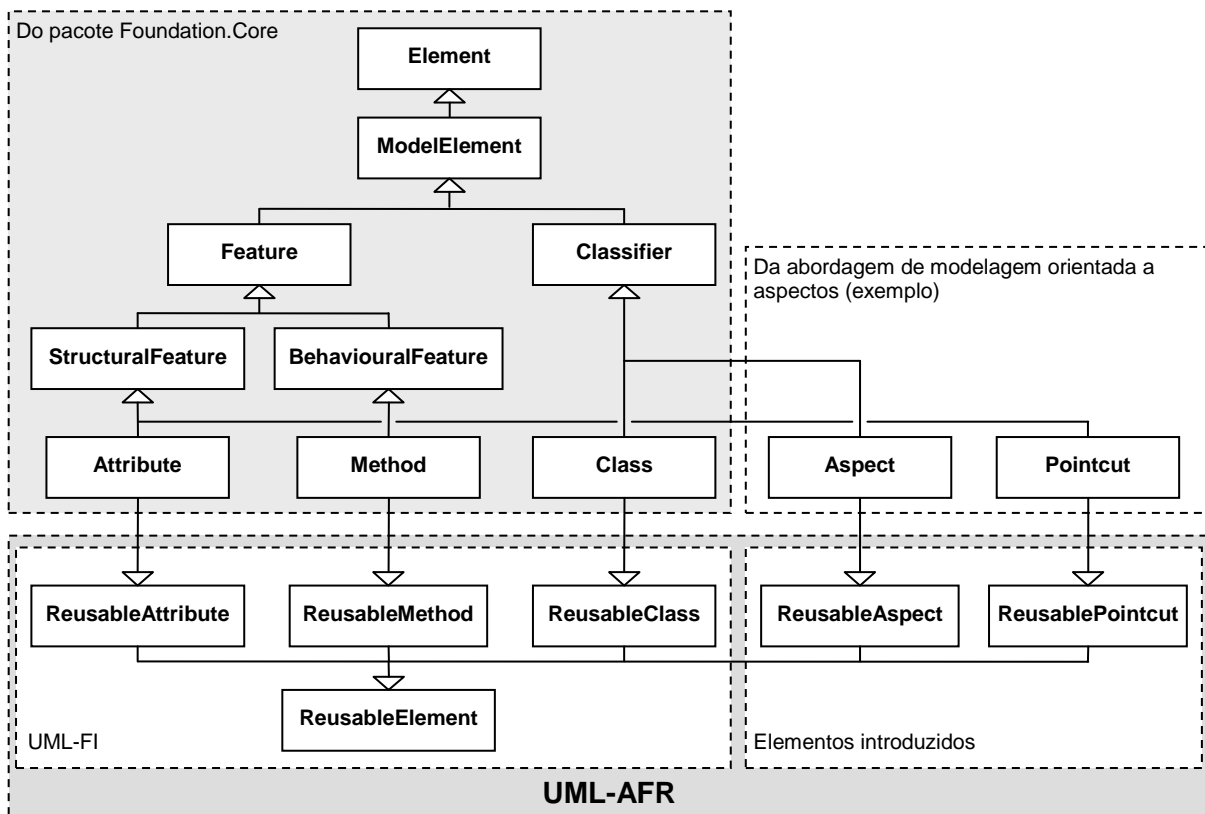 Do pacote Foundation.Core
Element
ModelElement
Feature
Classifier
Da abordagem de modelagem orientada a
aspectos (exemplo)
StructuralFeature
BehaviouralFeature
Attribute
Method
Class
Aspect
Pointcut
ReusableAttribute
ReusableMethod
ReusableClass
ReusableAspect
ReusablePointcut
ReusableElement
UML-FI
Elementos introduzidos
UML-AFR